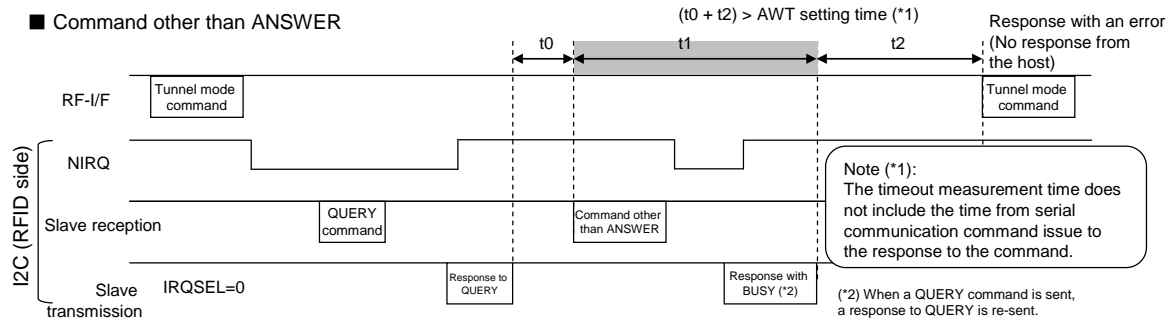 ■ Command other than ANSWER
(t0 + t2) > AWT setting time (*1)
Response with an error
(No response from
the host)
t0
t1
t2
RF-I/F
Tunnel mode
command
Tunnel mode
command
I2C (RFID side)
NIRQ
Note (*1):
The timeout measurement time does
not include the time from serial
communication command issue to
the response to the command.
Slave reception
QUERY
command
Command other
than ANSWER
Slave
transmission
IRQSEL=0
Response to
QUERY
Response with
BUSY (*2)
(*2) When a QUERY command is sent,
a response to QUERY is re-sent.